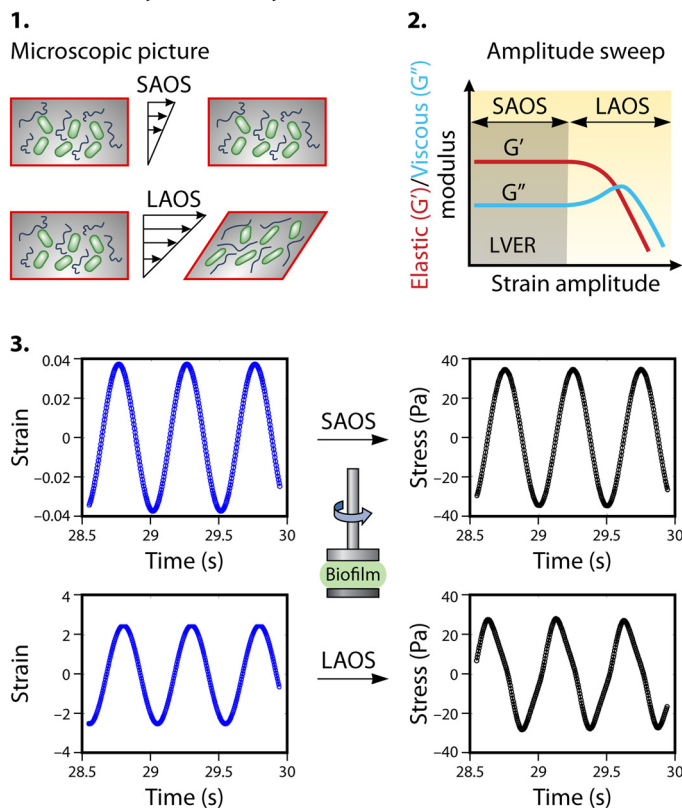 1.
Microscopic picture
SAOS
LAOS
2.
Amplitude sweep
Elastic (G’)/Viscous (G”)
modulus
SAOS
LAOS
G’
G”
LVER
Strain amplitude
3.
Strain
0.04
0.02
0
−0.02
−0.04
28.5 29 29.5 30
Time (s)
SAOS
Stress (Pa)
40
20
0
−20
−40
28.5 29 29.5 30
Time (s)
Biofilm
Strain
4
2
0
−2
−4
28.5 29 29.5 30
Time (s)
LAOS
Stress (Pa)
40
20
0
−20
−40
28.5 29 29.5 30
Time (s)